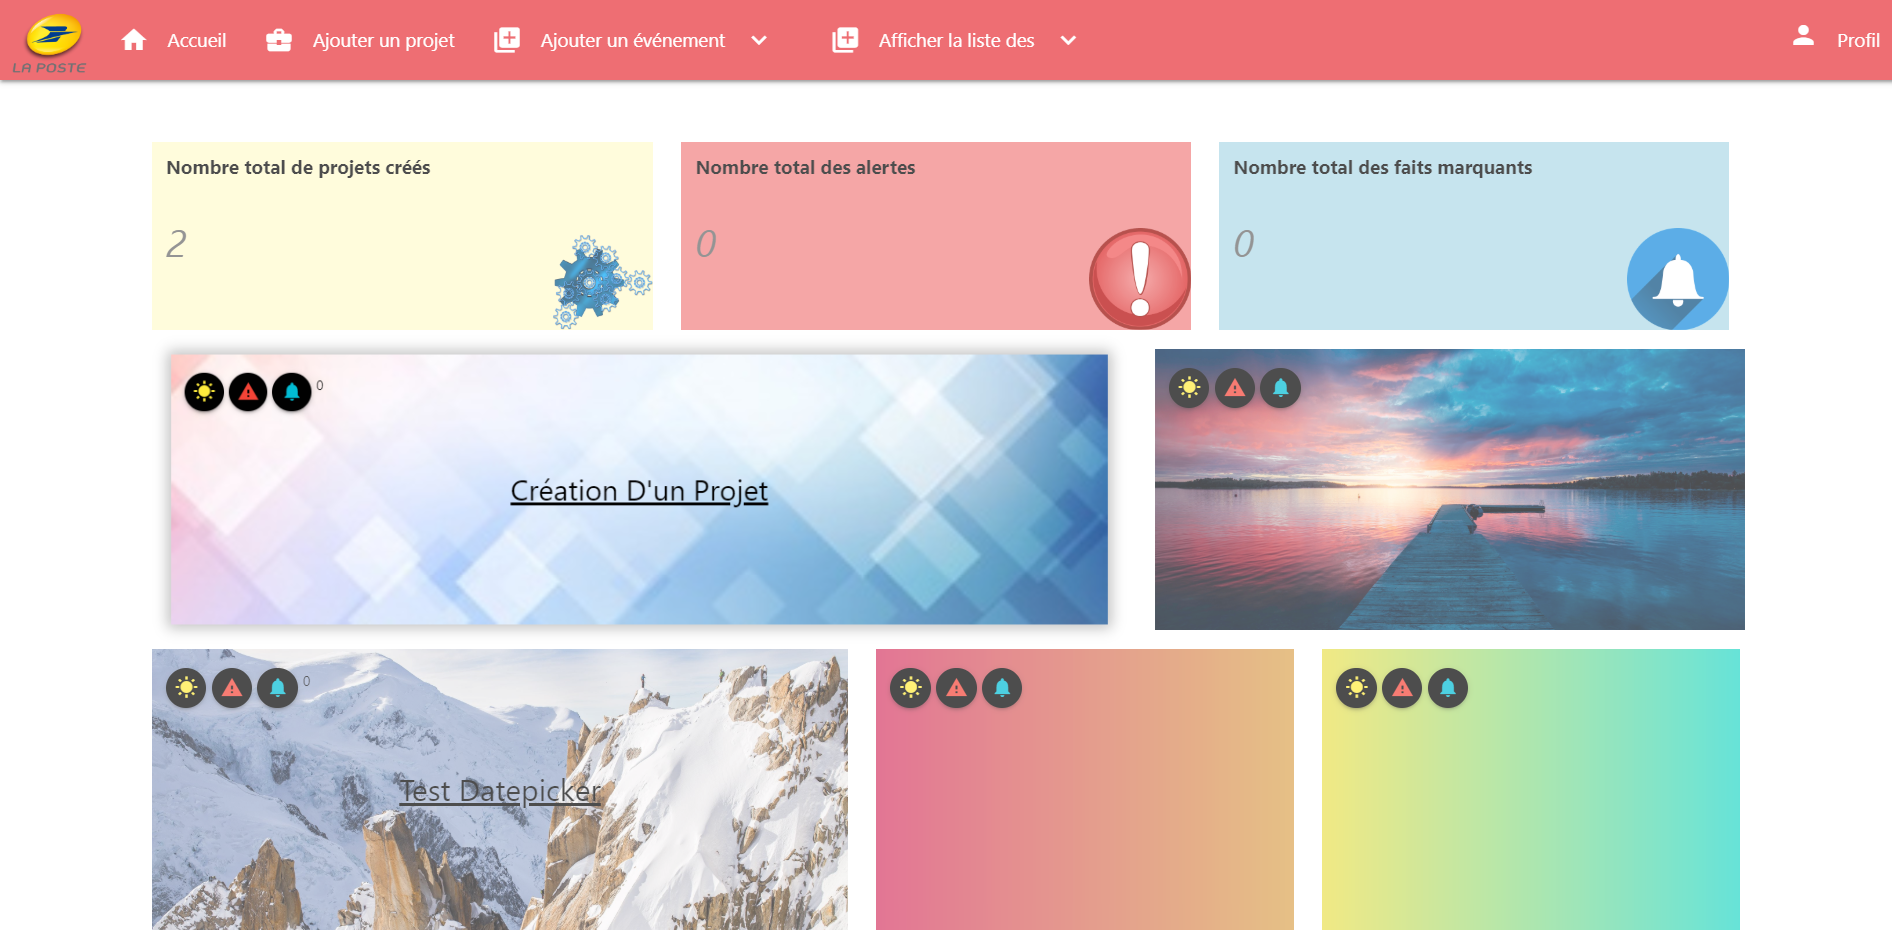 LA POSTE
Accueil
Ajouter un projet
Ajouter un événement
Afficher la liste des
Profil
Nombre total de projets créés
2
Nombre total des alertes
0
Nombre total des faits marquants
0
0
Création D'un Projet
0
Test Datepicker